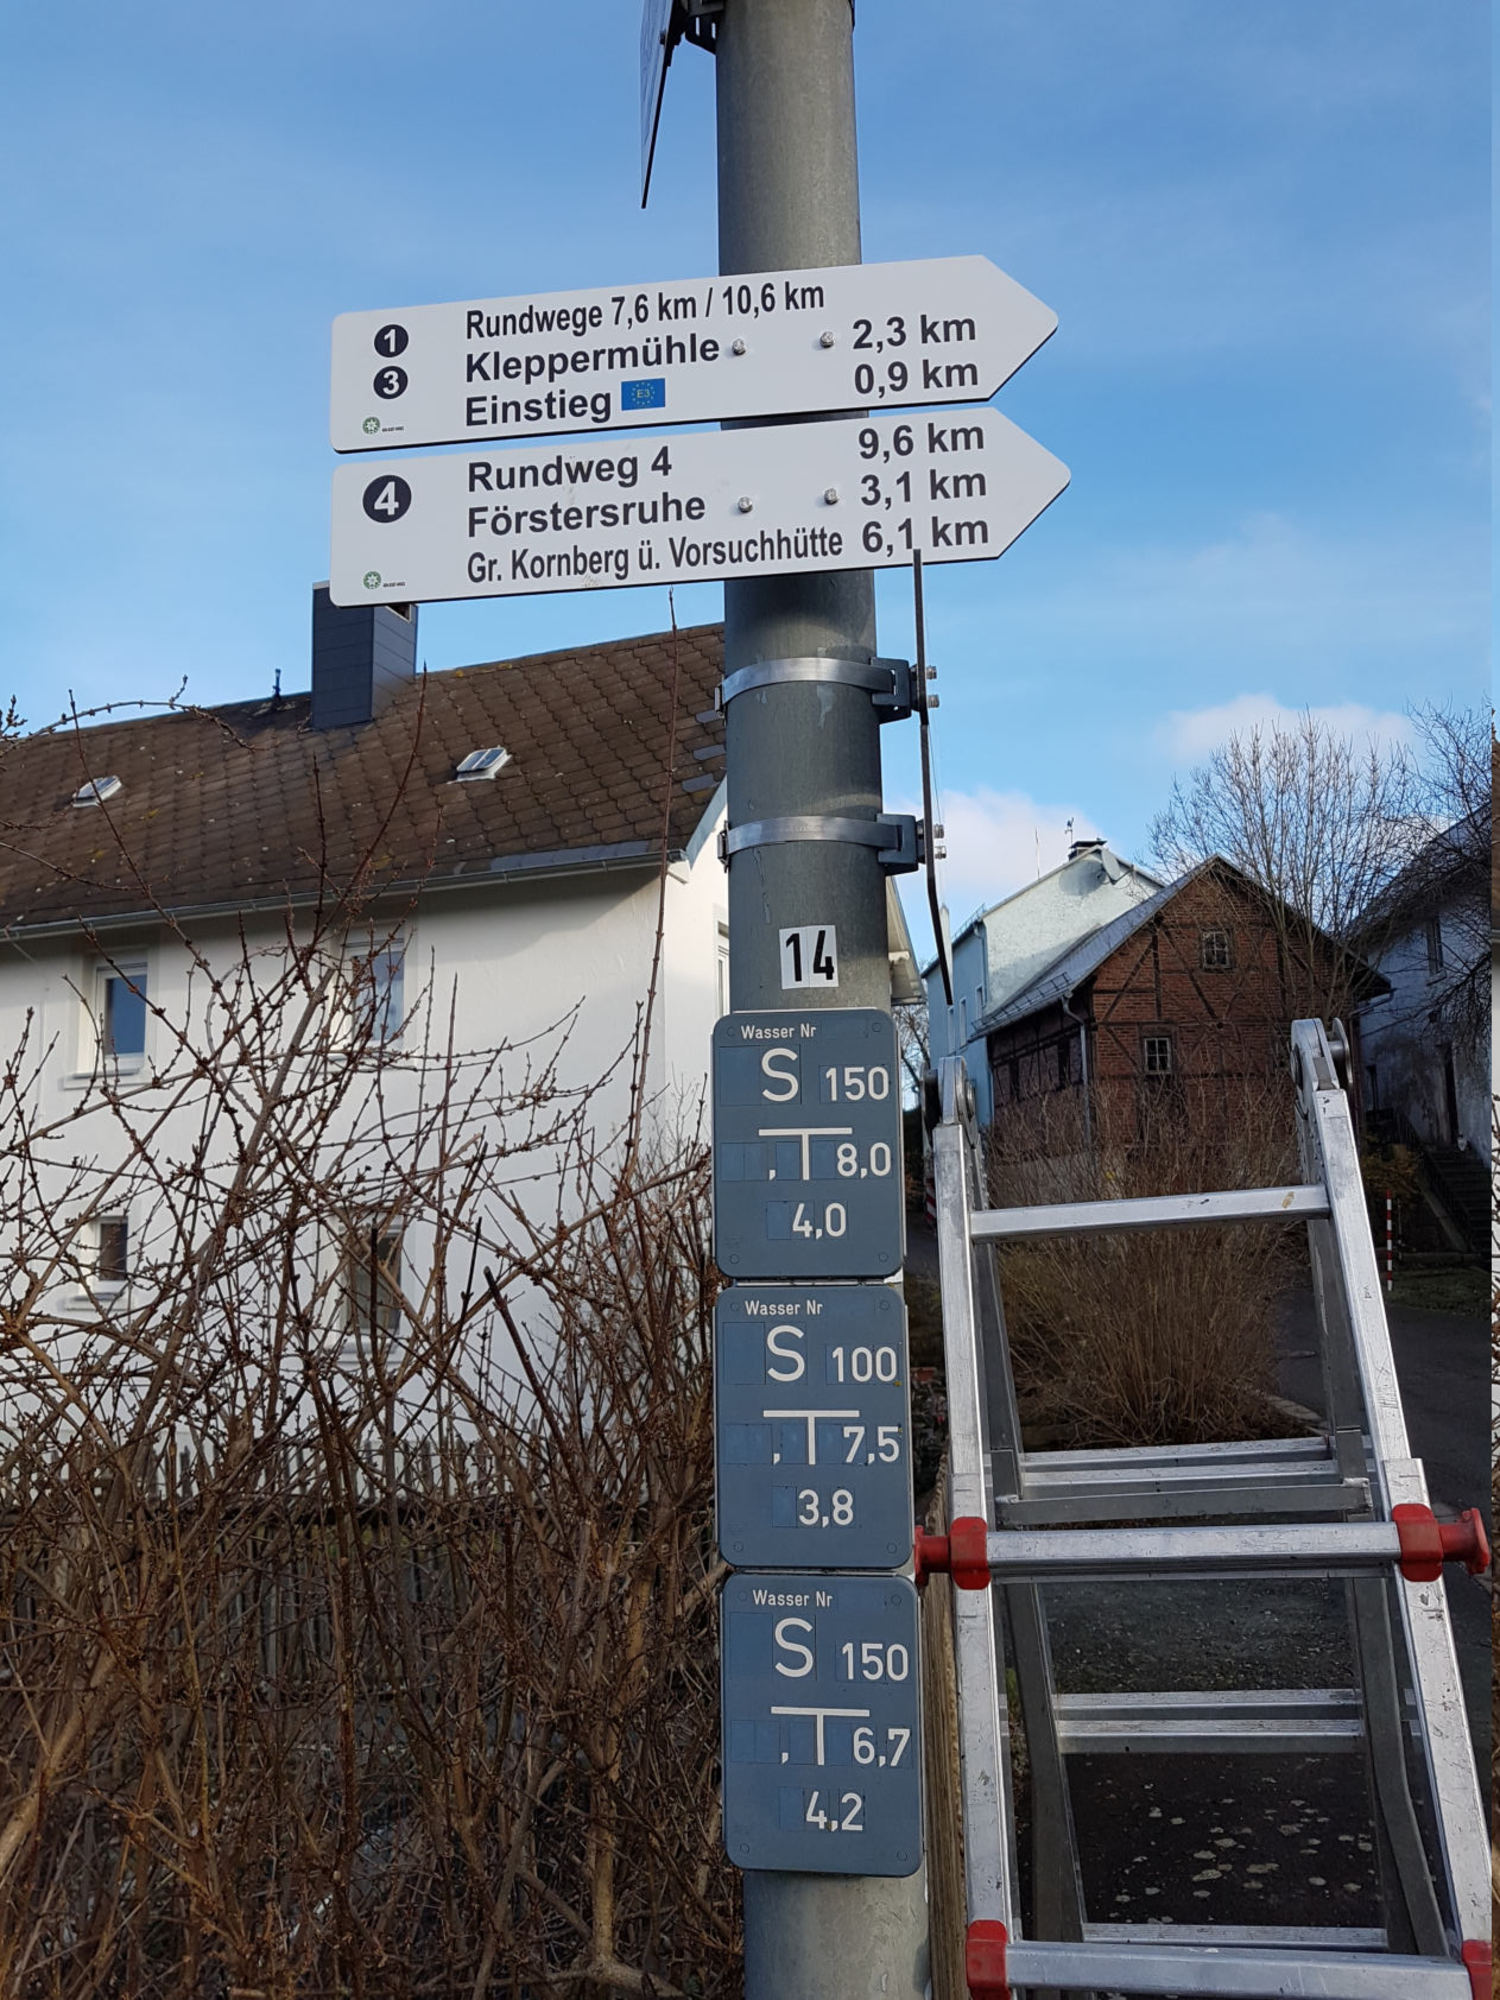 1 Rundwege 7,6 km / 10,6 km
Kleppermühle 2,3 km
3
Einstieg E3 0,9 km
4 Rundweg 4 9,6 km
Förstersruhe 3,1 km
Gr. Kornberg ü. Vorsuchhütte 6,1 km
14
Wasser Nr
S 150
,T 8,0
4,0
Wasser Nr
S 100
,T 7,5
3,8
Wasser Nr
S 150
,T 6,7
4,2